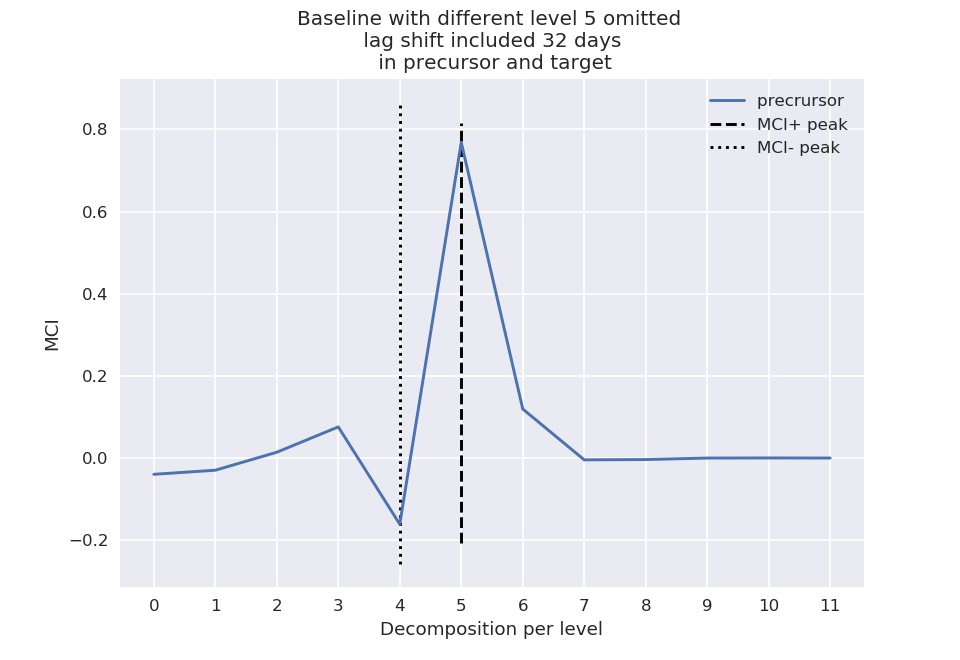 Baseline with different level 5 omitted
lag shift included 32 days
in precursor and target
precrursor
MCI+ peak
MCI- peak
MCI
0.8
0.6
0.4
0.2
0.0
−0.2
0 1 2 3 4 5 6 7 8 9 10 11
Decomposition per level